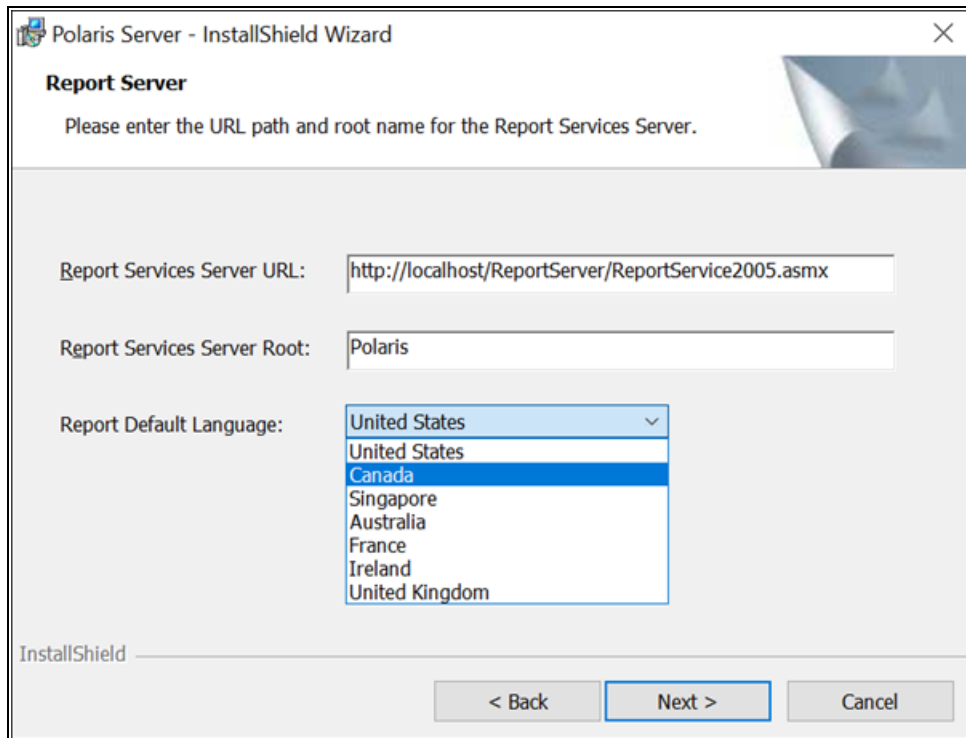 Polaris Server - InstallShield Wizard
Report Server
Please enter the URL path and root name for the Report Services Server.
Report Services Server URL: http://localhost/ReportServer/ReportService2005.asmx
Report Services Server Root: Polaris
Report Default Language: United States
United States
Canada
Singapore
Australia
France
Ireland
United Kingdom
InstallShield
< Back Next > Cancel